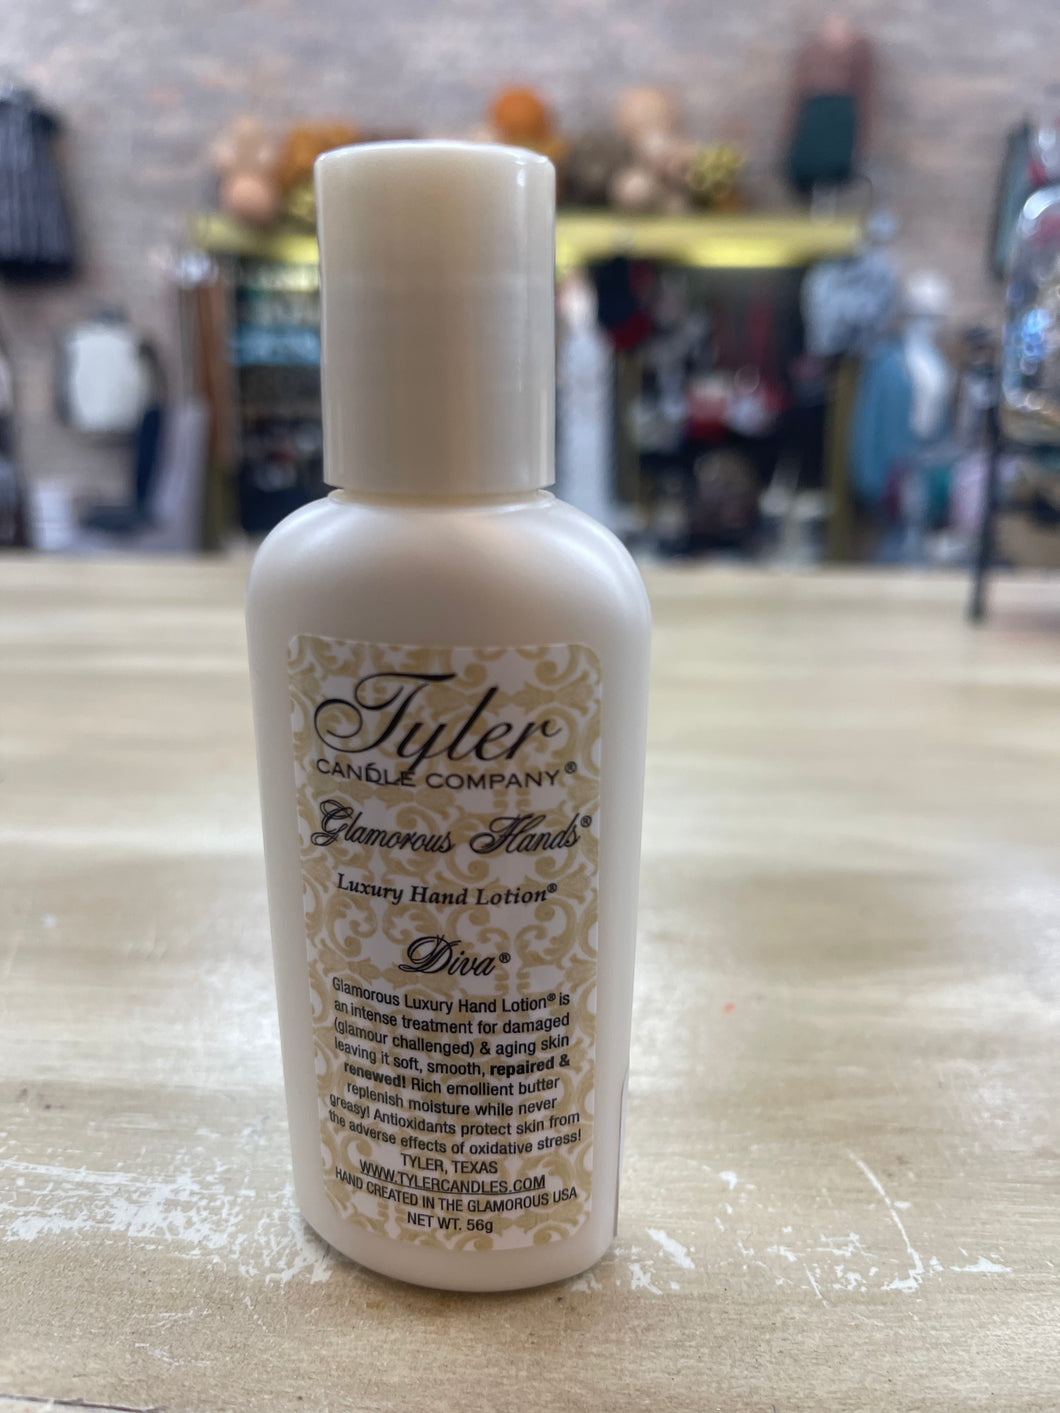 Tyler
CANDLE COMPANY®
Glamorous Hands®
Luxury Hand Lotion®
Diva®
Glamorous Luxury Hand Lotion® is
an intense treatment for damaged
(glamour challenged) & aging skin
leaving it soft, smooth, repaired &
renewed! Rich emollient butter
replenish moisture while never
greasy! Antioxidants protect skin from
the adverse effects of oxidative stress!
TYLER, TEXAS
WWW.TYLERCANDLES.COM
HAND CREATED IN THE GLAMOROUS USA
NET WT. 56g